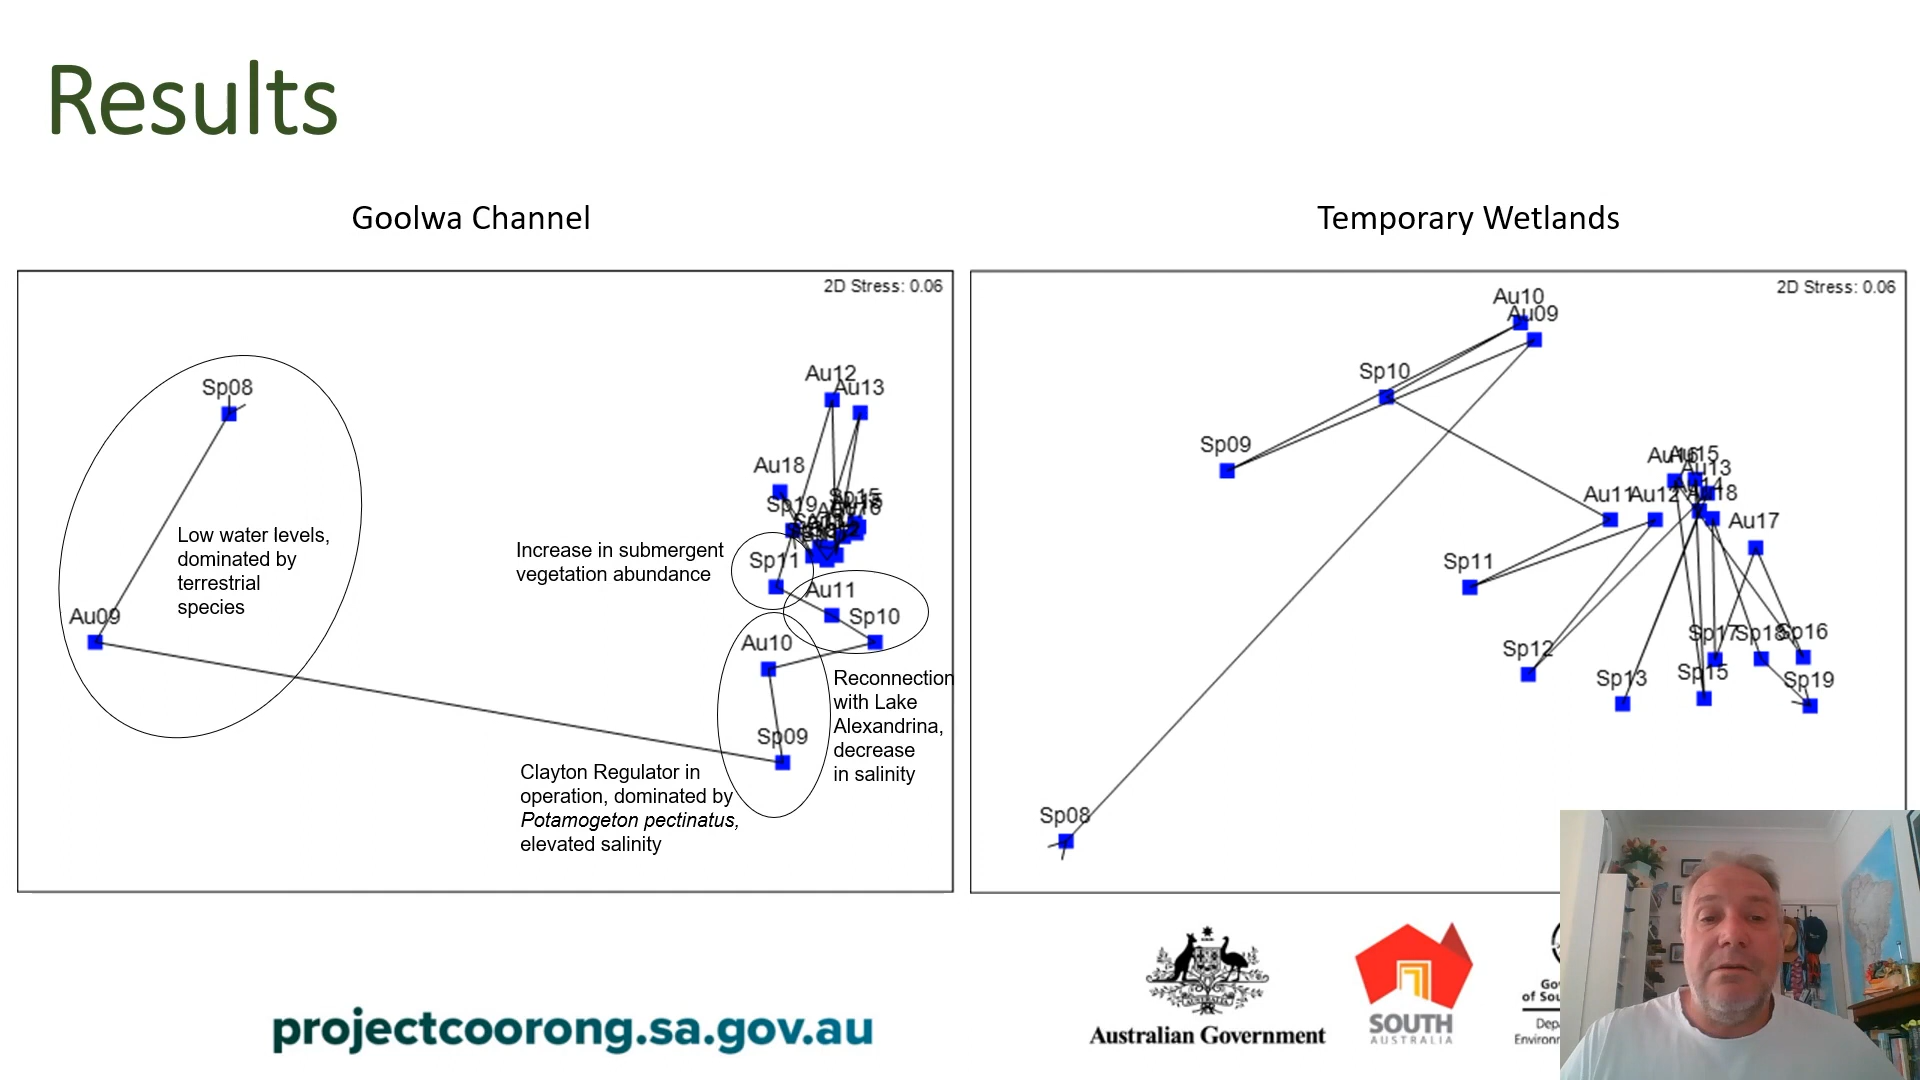 Results
Goolwa Channel
Temporary Wetlands
2D Stress: 0.06
Sp08
Au12
Au13
Au18
Sp19
Sp15
Low water levels,
dominated by
terrestrial
species
Increase in submergent
vegetation abundance
Sp11
Au11
Sp10
Au09
Au10
Reconnection
with Lake
Alexandrina,
decrease
in salinity
Sp09
Clayton Regulator in
operation, dominated by
Potamogeton pectinatus,
elevated salinity
2D Stress: 0.06
Au10
Au09
Sp10
Sp09
Au16
Au15
Au13
Au14
Au18
Au11
Au12
Au17
Sp11
Sp12
Sp17
Sp18
Sp16
Sp13
Sp15
Sp19
Sp08
projectcoorong.sa.gov.au
Australian Government
SOUTH
AUSTRALIA